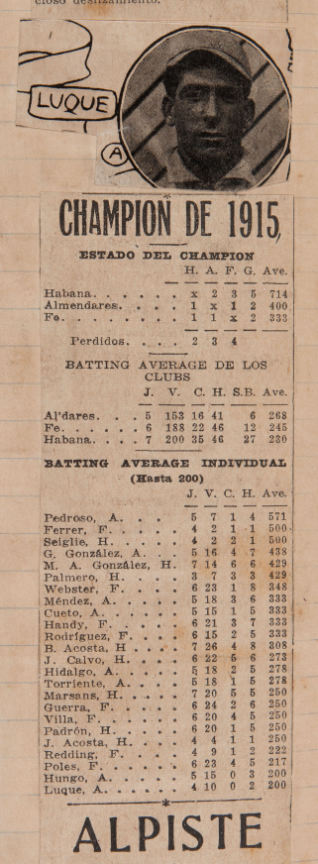 cioso deslizamiento.
LUQUE
A
CHAMPION DE 1915,
ESTADO DEL CHAMPION
H. A. F. G. Ave.
Habana. . . . . . x 2 3 5 714
Almendares. . . . 1 x 1 2 400
Fe. . . . . . . . 1 1 x 2 333
Perdidos. . . . . 2 3 4
BATTING AVERAGE DE LOS
CLUBS
J. V. C. H. S.B. Ave.
Al'dares. . . . 5 153 16 41 6 268
Fe. . . . . . . 6 188 22 46 12 245
Habana. . . . . 7 200 35 46 27 230
BATTING AVERAGE INDIVIDUAL
(Hasta 200)
J. V. C. H. Ave.
Pedroso, A. . . . . 5 7 1 4 571
Ferrer, F. . . . . 4 2 1 1 500
Seiglie, H. . . . . 4 2 2 1 500
G. González, A. . . 5 16 4 7 438
M. A. González, H. 7 14 6 6 429
Palmero, H. . . . . 3 7 3 3 429
Webster, F. . . . . 6 23 1 8 348
Méndez, A. . . . . 5 18 3 6 333
Cueto, A. . . . . . 5 15 1 5 333
Handy, F. . . . . . 6 21 3 7 333
Rodríguez, F. . . . 6 15 2 5 333
B. Acosta, H . . . 7 26 4 8 308
J. Calvo, H . . . . 6 22 5 6 273
Hidalgo, A. . . . . 5 18 2 5 278
Torriente, A. . . . 5 18 1 5 278
Marsans, H. . . . . 7 20 5 5 250
Guerra, F. . . . . 6 24 2 6 250
Villa, F. . . . . . 6 20 4 5 250
Padrón, H. . . . . 6 20 1 5 250
J. Acosta, H. . . . 4 4 1 1 250
Redding, F. . . . . 4 9 1 2 222
Poles, F. . . . . . 6 23 4 5 217
Hungo, A. . . . . . 5 15 0 3 200
Luque, A. . . . . . 4 10 0 2 200
ALPISTE